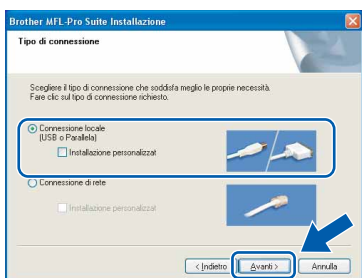 Brother MFL-Pro Suite Installazione
Tipo di connessione
Scegliere il tipo di connessione che soddisfa meglio le proprie necessità.
Fare clic sul tipo di connessione richiesto.
Connessione locale
(USB o Parallela)
Installazione personalizzat
Connessione di rete
Installazione personalizzat
< Indietro
Avanti >
Annulla